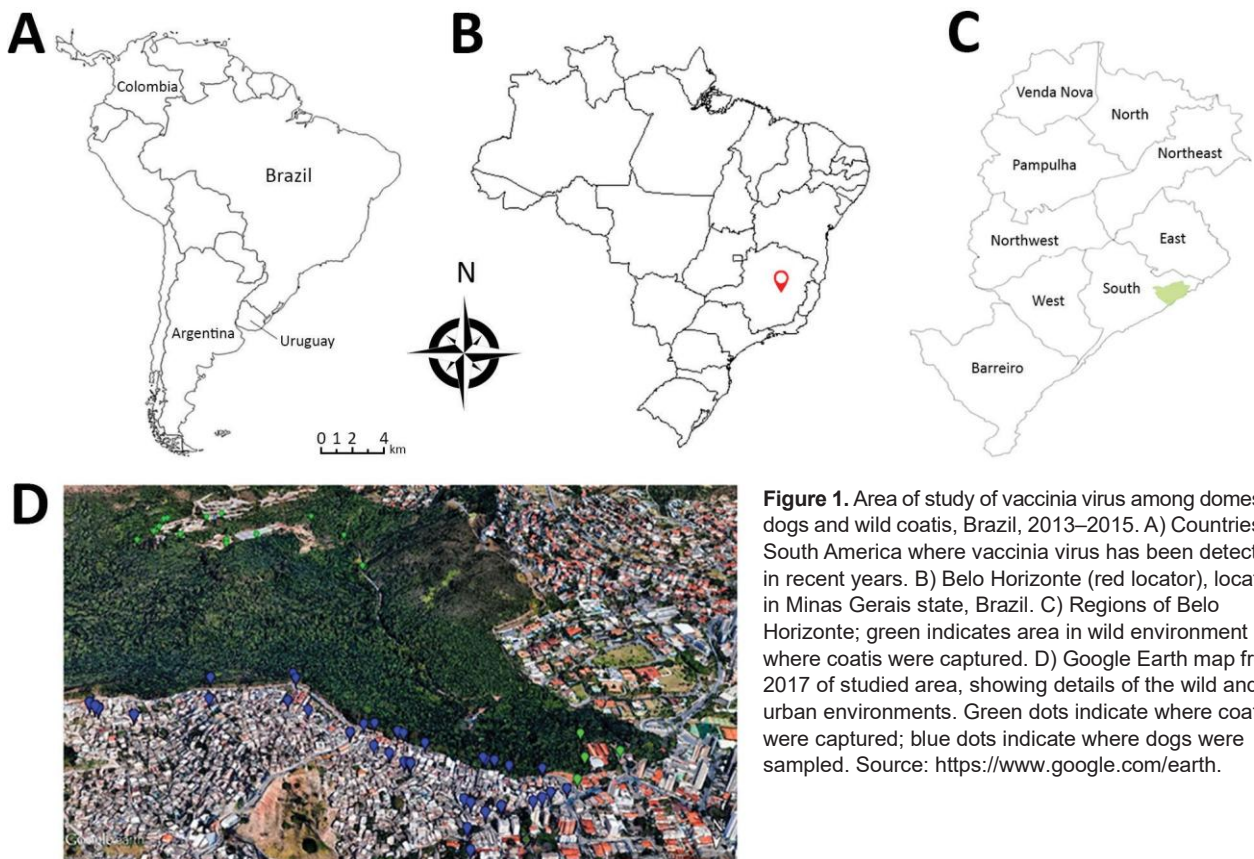 A
Colombia
Brazil
Argentina
Uruguay
B
N
0 1 2 4
km
C
Venda Nova
North
Northeast
Pampulha
Northwest
East
South
West
Barreiro
D
Google earth
Figure 1. Area of study of vaccinia virus among domes
dogs and wild coatis, Brazil, 2013–2015. A) Countries
South America where vaccinia virus has been detect
in recent years. B) Belo Horizonte (red locator), locat
in Minas Gerais state, Brazil. C) Regions of Belo
Horizonte; green indicates area in wild environment
where coatis were captured. D) Google Earth map fr
2017 of studied area, showing details of the wild and
urban environments. Green dots indicate where coat
were captured; blue dots indicate where dogs were
sampled. Source: https://www.google.com/earth.